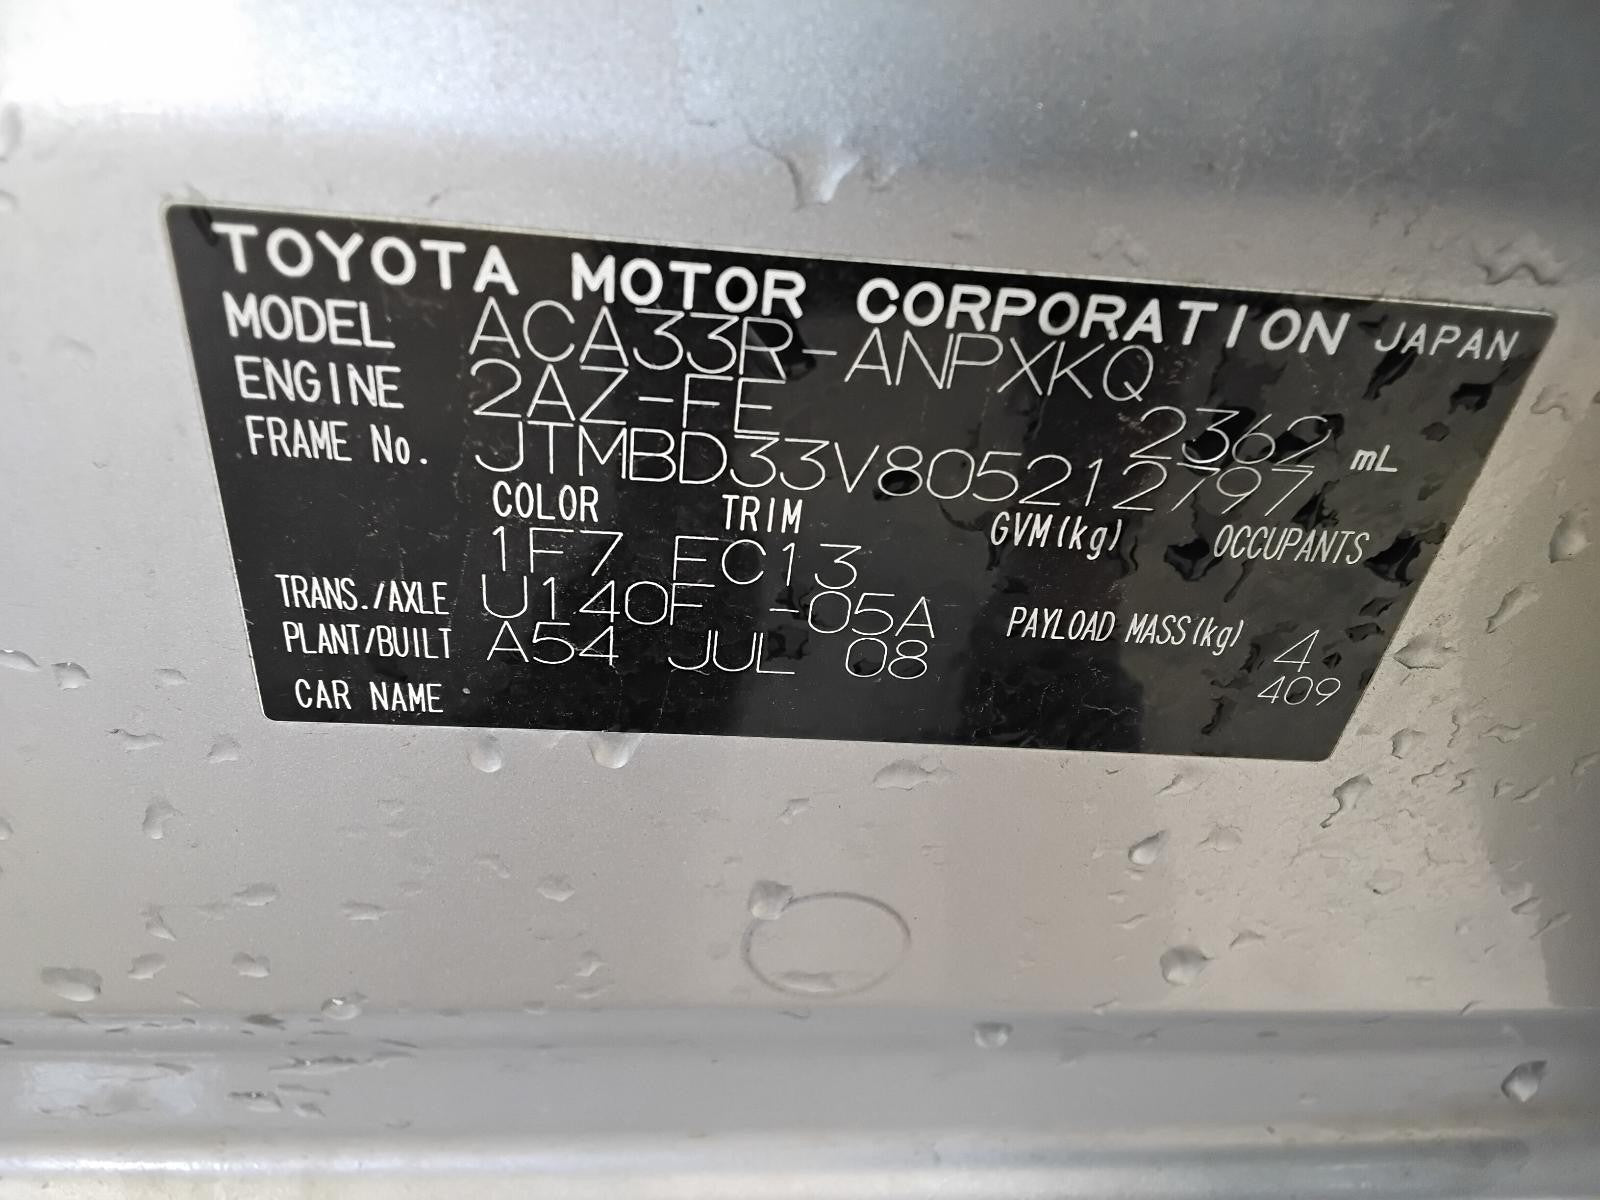 TOYOTA MOTOR CORPORATION JAPAN
MODEL ACA33R-ANPXKQ
ENGINE 2AZ-FE 2362 mL
FRAME No. JTMBD33V805212797
COLOR TRIM GVM(kg) OCCUPANTS
1F7 EC13
TRANS./AXLE U140F -05A PAYLOAD MASS(kg) 4
PLANT/BUILT A54 JUL 08 409
CAR NAME